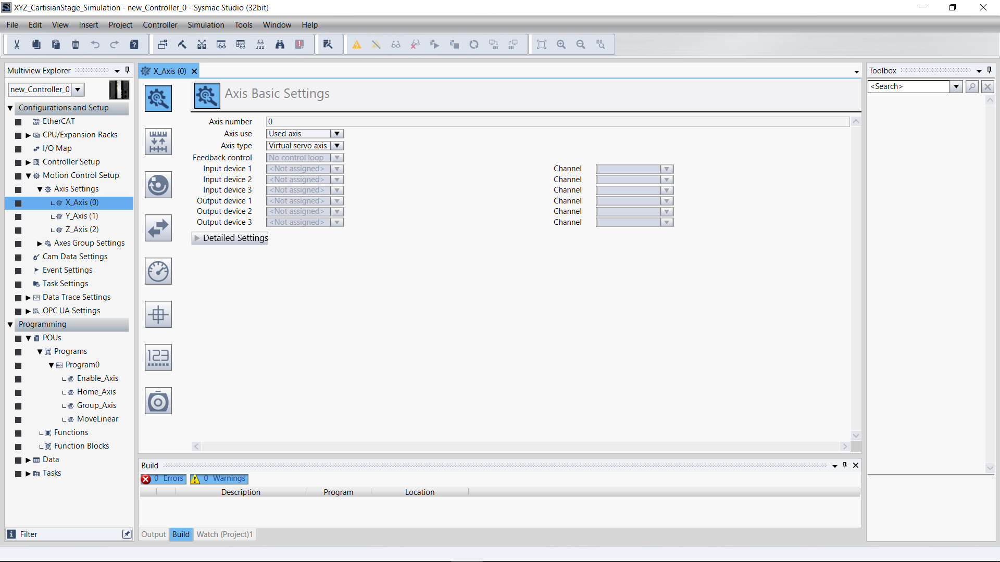 XYZ_CartisianStage_Simulation - new_Controller_0 - Sysmac Studio (32bit)
File Edit View Insert Project Controller Simulation Tools Window Help
Multiview Explorer
new_Controller_0
Configurations and Setup
EtherCAT
CPU/Expansion Racks
I/O Map
Controller Setup
Motion Control Setup
Axis Settings
X_Axis (0)
Y_Axis (1)
Z_Axis (2)
Axes Group Settings
Cam Data Settings
Event Settings
Task Settings
Data Trace Settings
OPC UA Settings
Programming
POUs
Programs
Program0
Enable_Axis
Home_Axis
Group_Axis
MoveLinear
Functions
Function Blocks
Data
Tasks
Filter
X_Axis (0)
123
Axis Basic Settings
Axis number 0
Axis use Used axis
Axis type Virtual servo axis
Feedback control No control loop
Input device 1 <Not assigned> Channel
Input device 2 <Not assigned> Channel
Input device 3 <Not assigned> Channel
Output device 1 <Not assigned> Channel
Output device 2 <Not assigned> Channel
Output device 3 <Not assigned> Channel
Detailed Settings
Build
0 Errors 0 Warnings
Description Program Location
Output Build Watch (Project)1
Toolbox
<Search>